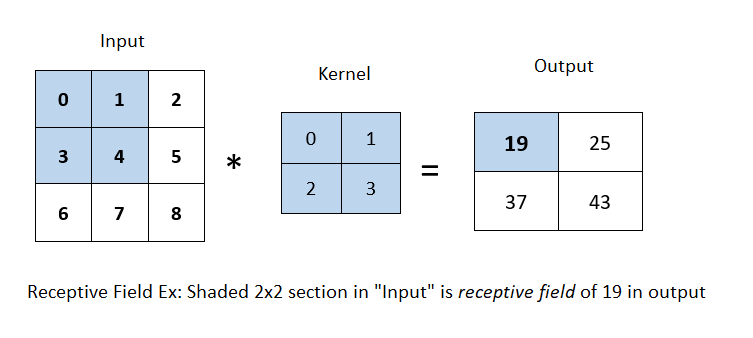 Input
Kernel
Output
0 1 2
3 4 5
6 7 8
*
0 1
2 3
=
19 25
37 43
Receptive Field Ex: Shaded 2x2 section in "Input" is receptive field of 19 in output